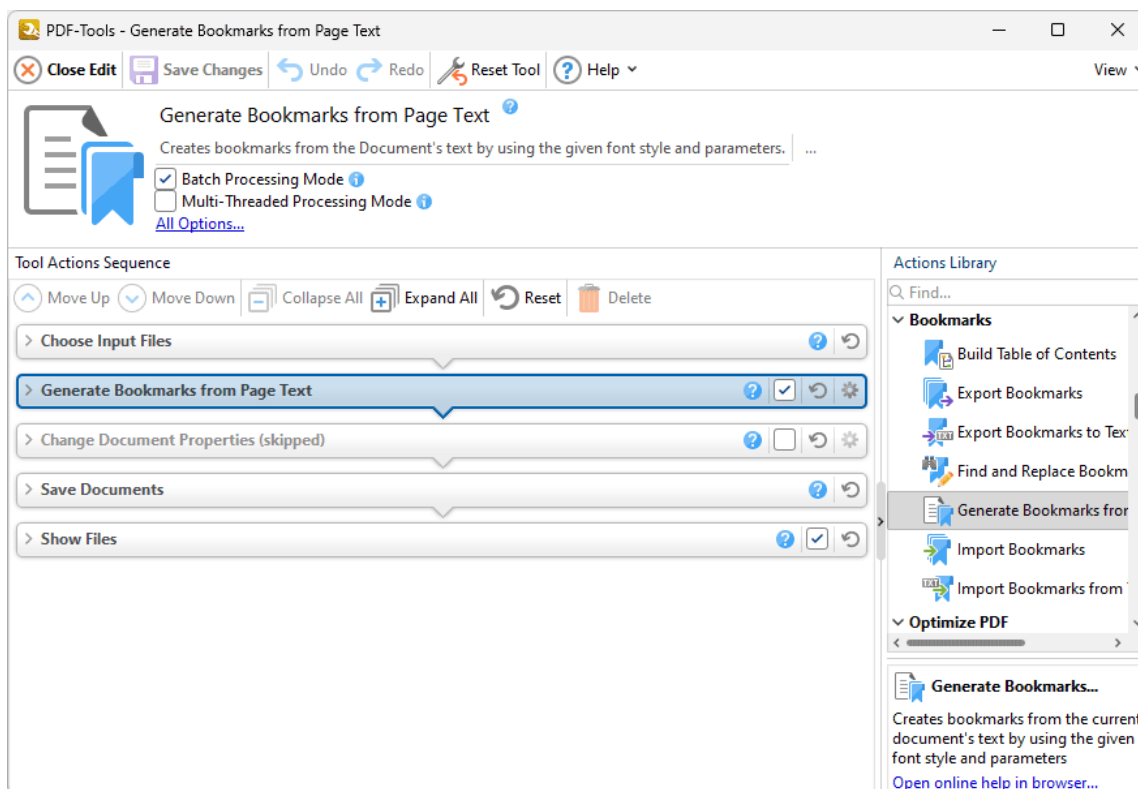 PDF-Tools - Generate Bookmarks from Page Text
Close Edit Save Changes Undo Redo Reset Tool ? Help View
Generate Bookmarks from Page Text ?
Creates bookmarks from the Document's text by using the given font style and parameters. ...
Batch Processing Mode i
Multi-Threaded Processing Mode i
All Options...
Tool Actions Sequence
Move Up Move Down Collapse All Expand All Reset Delete
Choose Input Files ?
Generate Bookmarks from Page Text ?
Change Document Properties (skipped) ?
Save Documents ?
Show Files ?
Actions Library
Find...
Bookmarks
Build Table of Contents
Export Bookmarks
TXT Export Bookmarks to
Find and Replace
Generate Bookmarks
Import Bookmarks
TXT Import Bookmarks from
Optimize PDF
Generate Bookmarks...
Creates bookmarks from the current
document's text by using the given
font style and parameters
Open online help in browser...